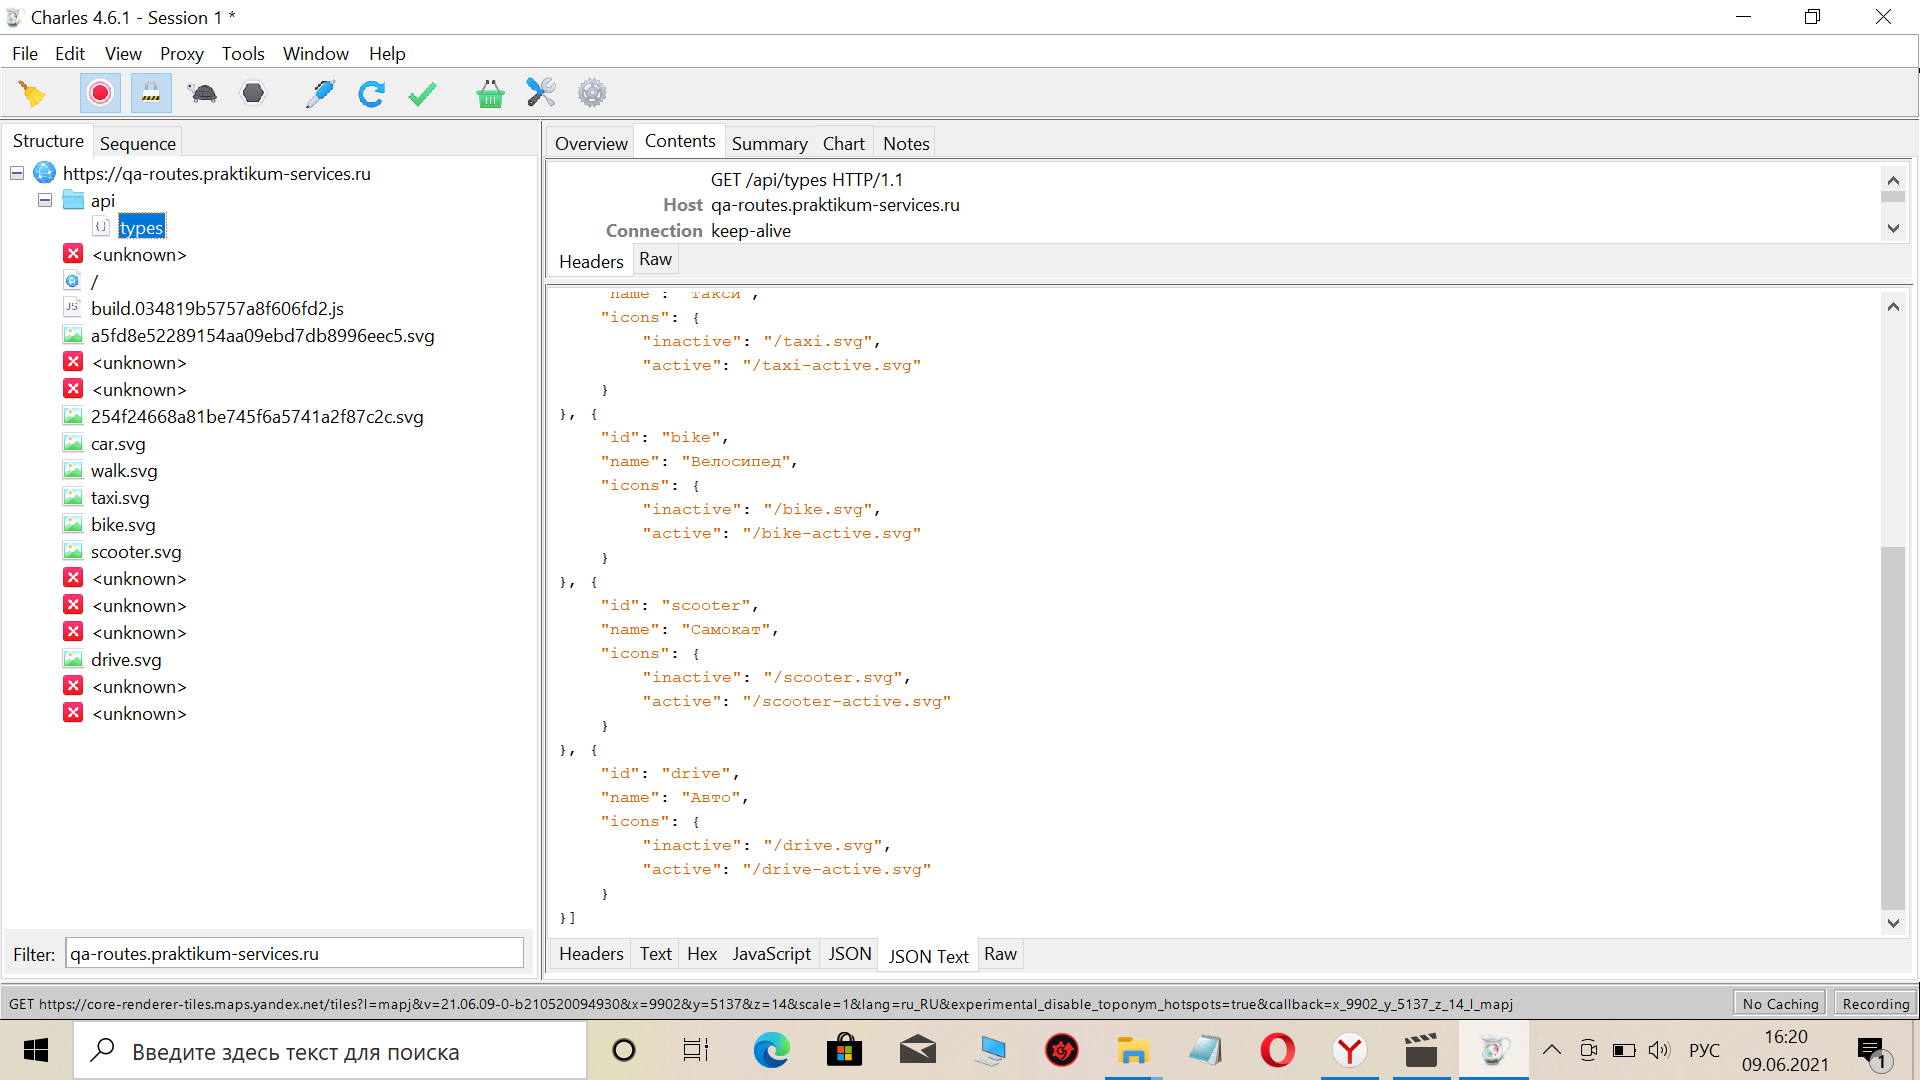 Charles 4.6.1 - Session 1 *
File Edit View Proxy Tools Window Help
Structure Sequence
https://qa-routes.praktikum-services.ru
api
types
<unknown>
/
build.034819b5757a8f606fd2.js
a5fd8e52289154aa09ebd7db8996eec5.svg
<unknown>
<unknown>
254f24668a81be745f6a5741a2f87c2c.svg
car.svg
walk.svg
taxi.svg
bike.svg
scooter.svg
<unknown>
<unknown>
<unknown>
drive.svg
<unknown>
<unknown>
Filter: qa-routes.praktikum-services.ru
Overview Contents Summary Chart Notes
GET /api/types HTTP/1.1
Host qa-routes.praktikum-services.ru
Connection keep-alive
Headers Raw
"name": "Такси",
"icons": {
"inactive": "/taxi.svg",
"active": "/taxi-active.svg"
}
}, {
"id": "bike",
"name": "Велосипед",
"icons": {
"inactive": "/bike.svg",
"active": "/bike-active.svg"
}
}, {
"id": "scooter",
"name": "Самокат",
"icons": {
"inactive": "/scooter.svg",
"active": "/scooter-active.svg"
}
}, {
"id": "drive",
"name": "Авто",
"icons": {
"inactive": "/drive.svg",
"active": "/drive-active.svg"
}
}]
Headers Text Hex JavaScript JSON JSON Text Raw
GET https://core-renderer-tiles.maps.yandex.net/tiles?l=mapj&v=21.06.09-0-b210520094930&x=9902&y=5137&z=14&scale=1&lang=ru_RU&experimental_disable_toponym_hotspots=true&callback=x_9902_y_5137_z_14_l_mapj
No Caching Recording
Введите здесь текст для поиска
РУС
16:20
09.06.2021
1